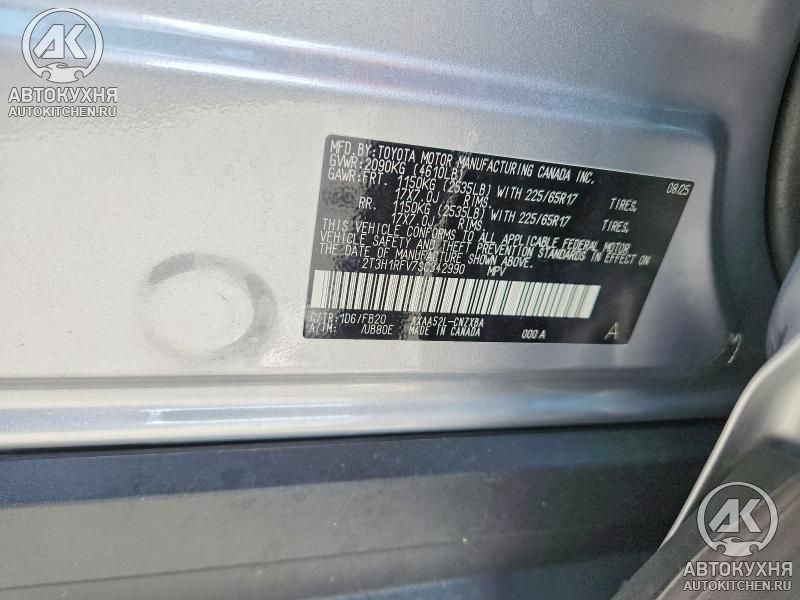 АК
АВТОКУХНЯ
AUTOKITCHEN.RU
MFD.BY:TOYOTA MOTOR MANUFACTURING CANADA INC.
GVWR:2090KG (4610LB) 08/25
GAWR:FRT. 1150KG (2535LB) WITH 225/65R17 TIRES,
17X7.0J RIMS.
RR. 1150KG (2535LB) WITH 225/65R17 TIRES,
17X7.0J RIMS.
THIS VEHICLE CONFORMS TO ALL APPLICABLE FEDERAL MOTOR
VEHICLE SAFETY AND THEFT PREVENTION STANDARDS IN EFFECT ON
THE DATE OF MANUFACTURE SHOWN ABOVE.
2T3H1RFV7SC342990 MPV
C/TR:1D6/FB20 AXAA52L-CNZXBA
A/TM: /UB80E MADE IN CANADA 000 A A
АК
АВТОКУХНЯ
AUTOKITCHEN.RU